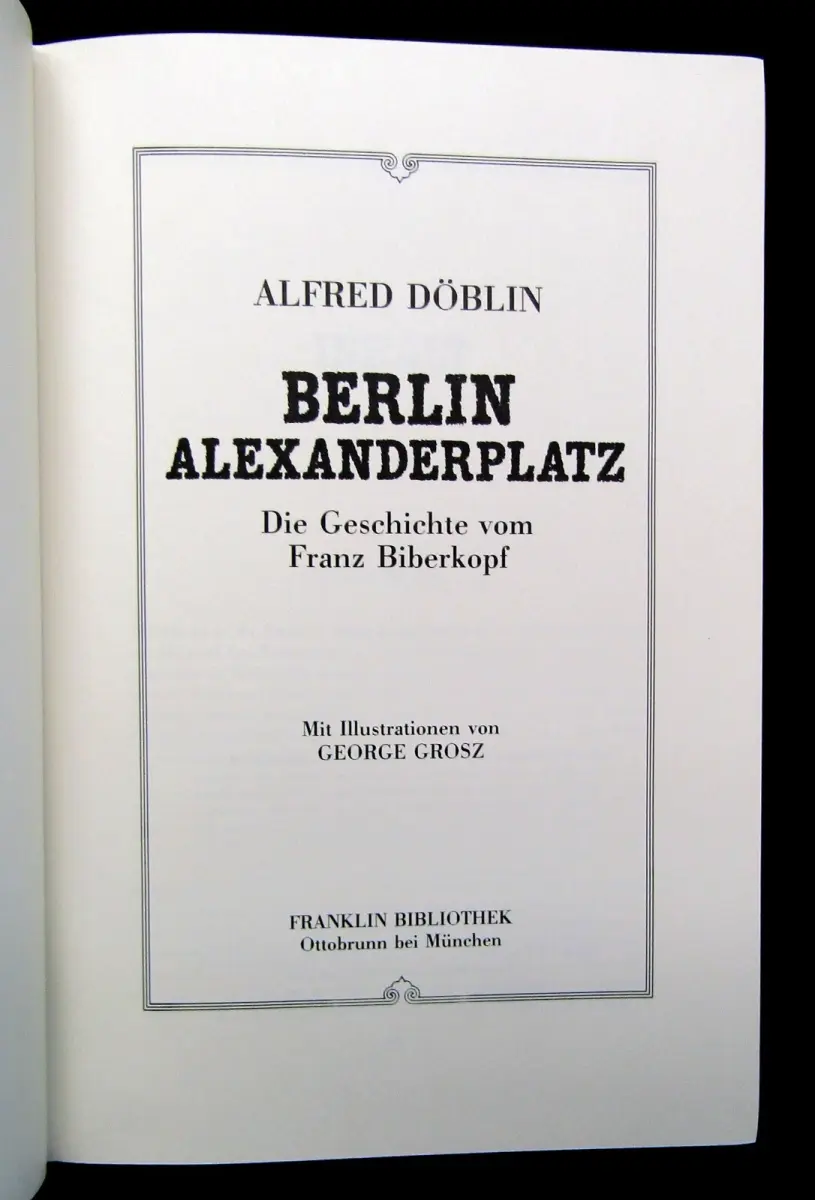 ALFRED DÖBLIN
BERLIN
ALEXANDERPLATZ
Die Geschichte vom
Franz Biberkopf
Mit Illustrationen von
GEORGE GROSZ
FRANKLIN BIBLIOTHEK
Ottobrunn bei München